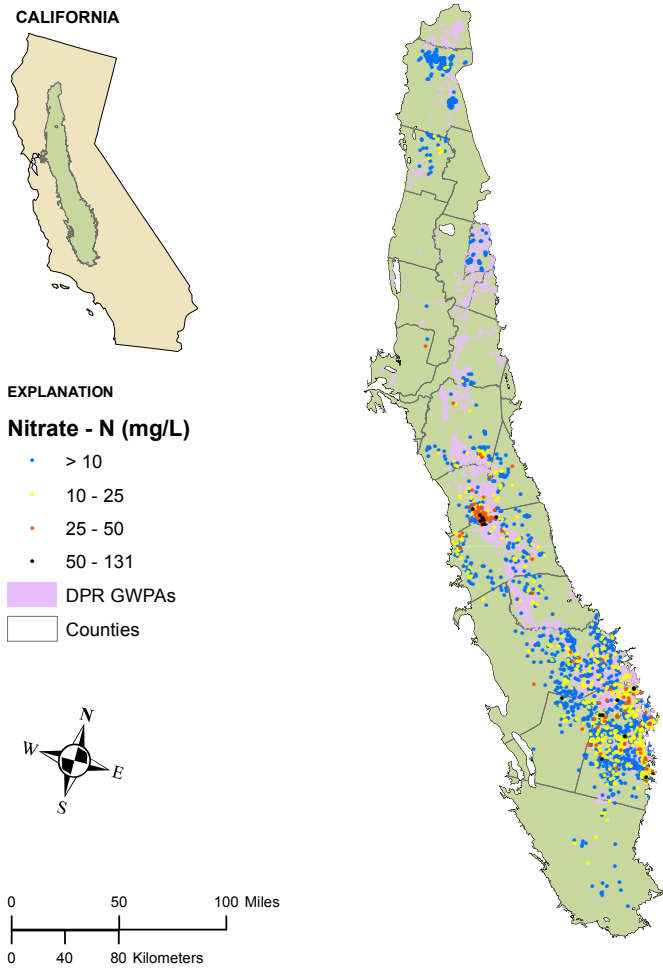 CALIFORNIA
EXPLANATION
Nitrate - N (mg/L)
> 10
10 - 25
25 - 50
50 - 131
DPR GWPAs
Counties
N
W
E
S
0 50 100 Miles
0 40 80 Kilometers